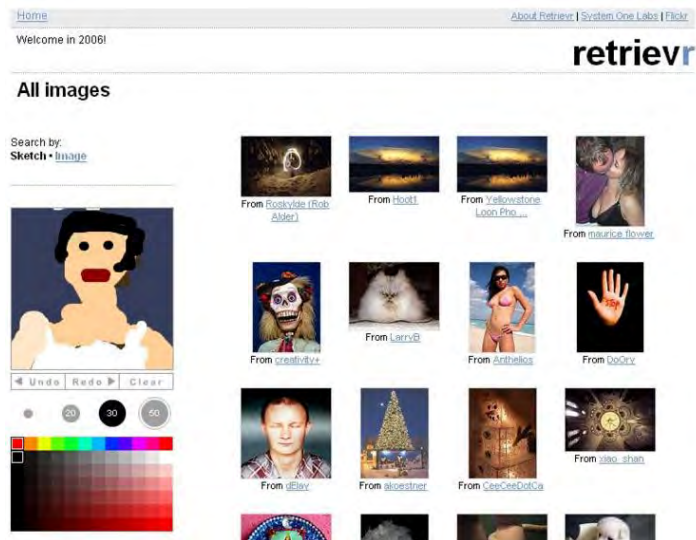 Home
About Retrievr | System One Labs | Flickr
Welcome in 2006!
retrievr
All images
Search by:
Sketch • Image
From Roskylde (Rob
Alder)
From Hoot1
From Yellowstone
Loon Pho ...
From maurice flower
From creativity+
From LarryB
From Anthelios
From DoOry
Undo
Redo
Clear
20
30
50
From dElay
From akoestner
From CeeCeeDotCa
From xiao_shan